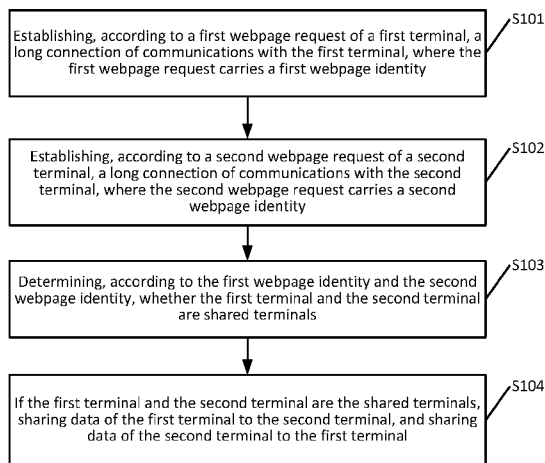 Establishing, according to a first webpage request of a first terminal, a
long connection of communications with the first terminal, where the
first webpage request carries a first webpage identity
S101
Establishing, according to a second webpage request of a second
terminal, a long connection of communications with the second
terminal, where the second webpage request carries a second
webpage identity
S102
Determining, according to the first webpage identity and the second
webpage identity, whether the first terminal and the second terminal
are shared terminals
S103
If the first terminal and the second terminal are the shared terminals,
sharing data of the first terminal to the second terminal, and sharing
data of the second terminal to the first terminal
S104